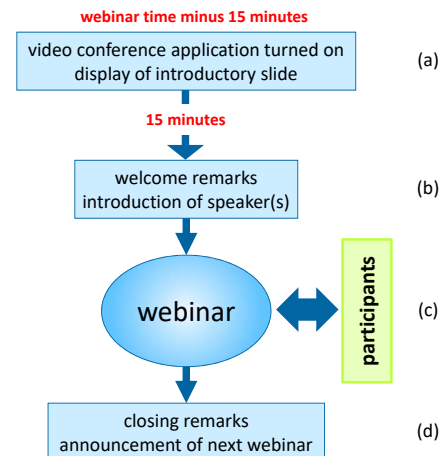 webinar time minus 15 minutes
video conference application turned on
display of introductory slide
(a)
15 minutes
welcome remarks
introduction of speaker(s)
(b)
webinar
participants
(c)
closing remarks
announcement of next webinar
(d)